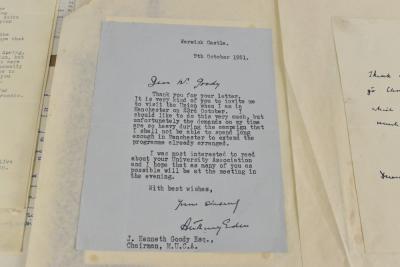 Warwick Castle.
9th October 1951.
Dear Mr Goody
Thank you for your letter.
It is very kind of you to invite me
to visit the Union when I am in
Manchester on 23rd October. I
should like to do this very much, but
unfortunately the demands on my time
are so heavy during the campaign that
I shall not be able to spend long
enough in Manchester to extend the
programme already arranged.
I was most interested to read
about your University Association
and I hope that as many of you as
possible will be at the meeting in
the evening.
With best wishes,
Yours sincerely
Anthony Eden
J. Kenneth Goody Esq.,
Chairman, M.U.C.A.
Thank